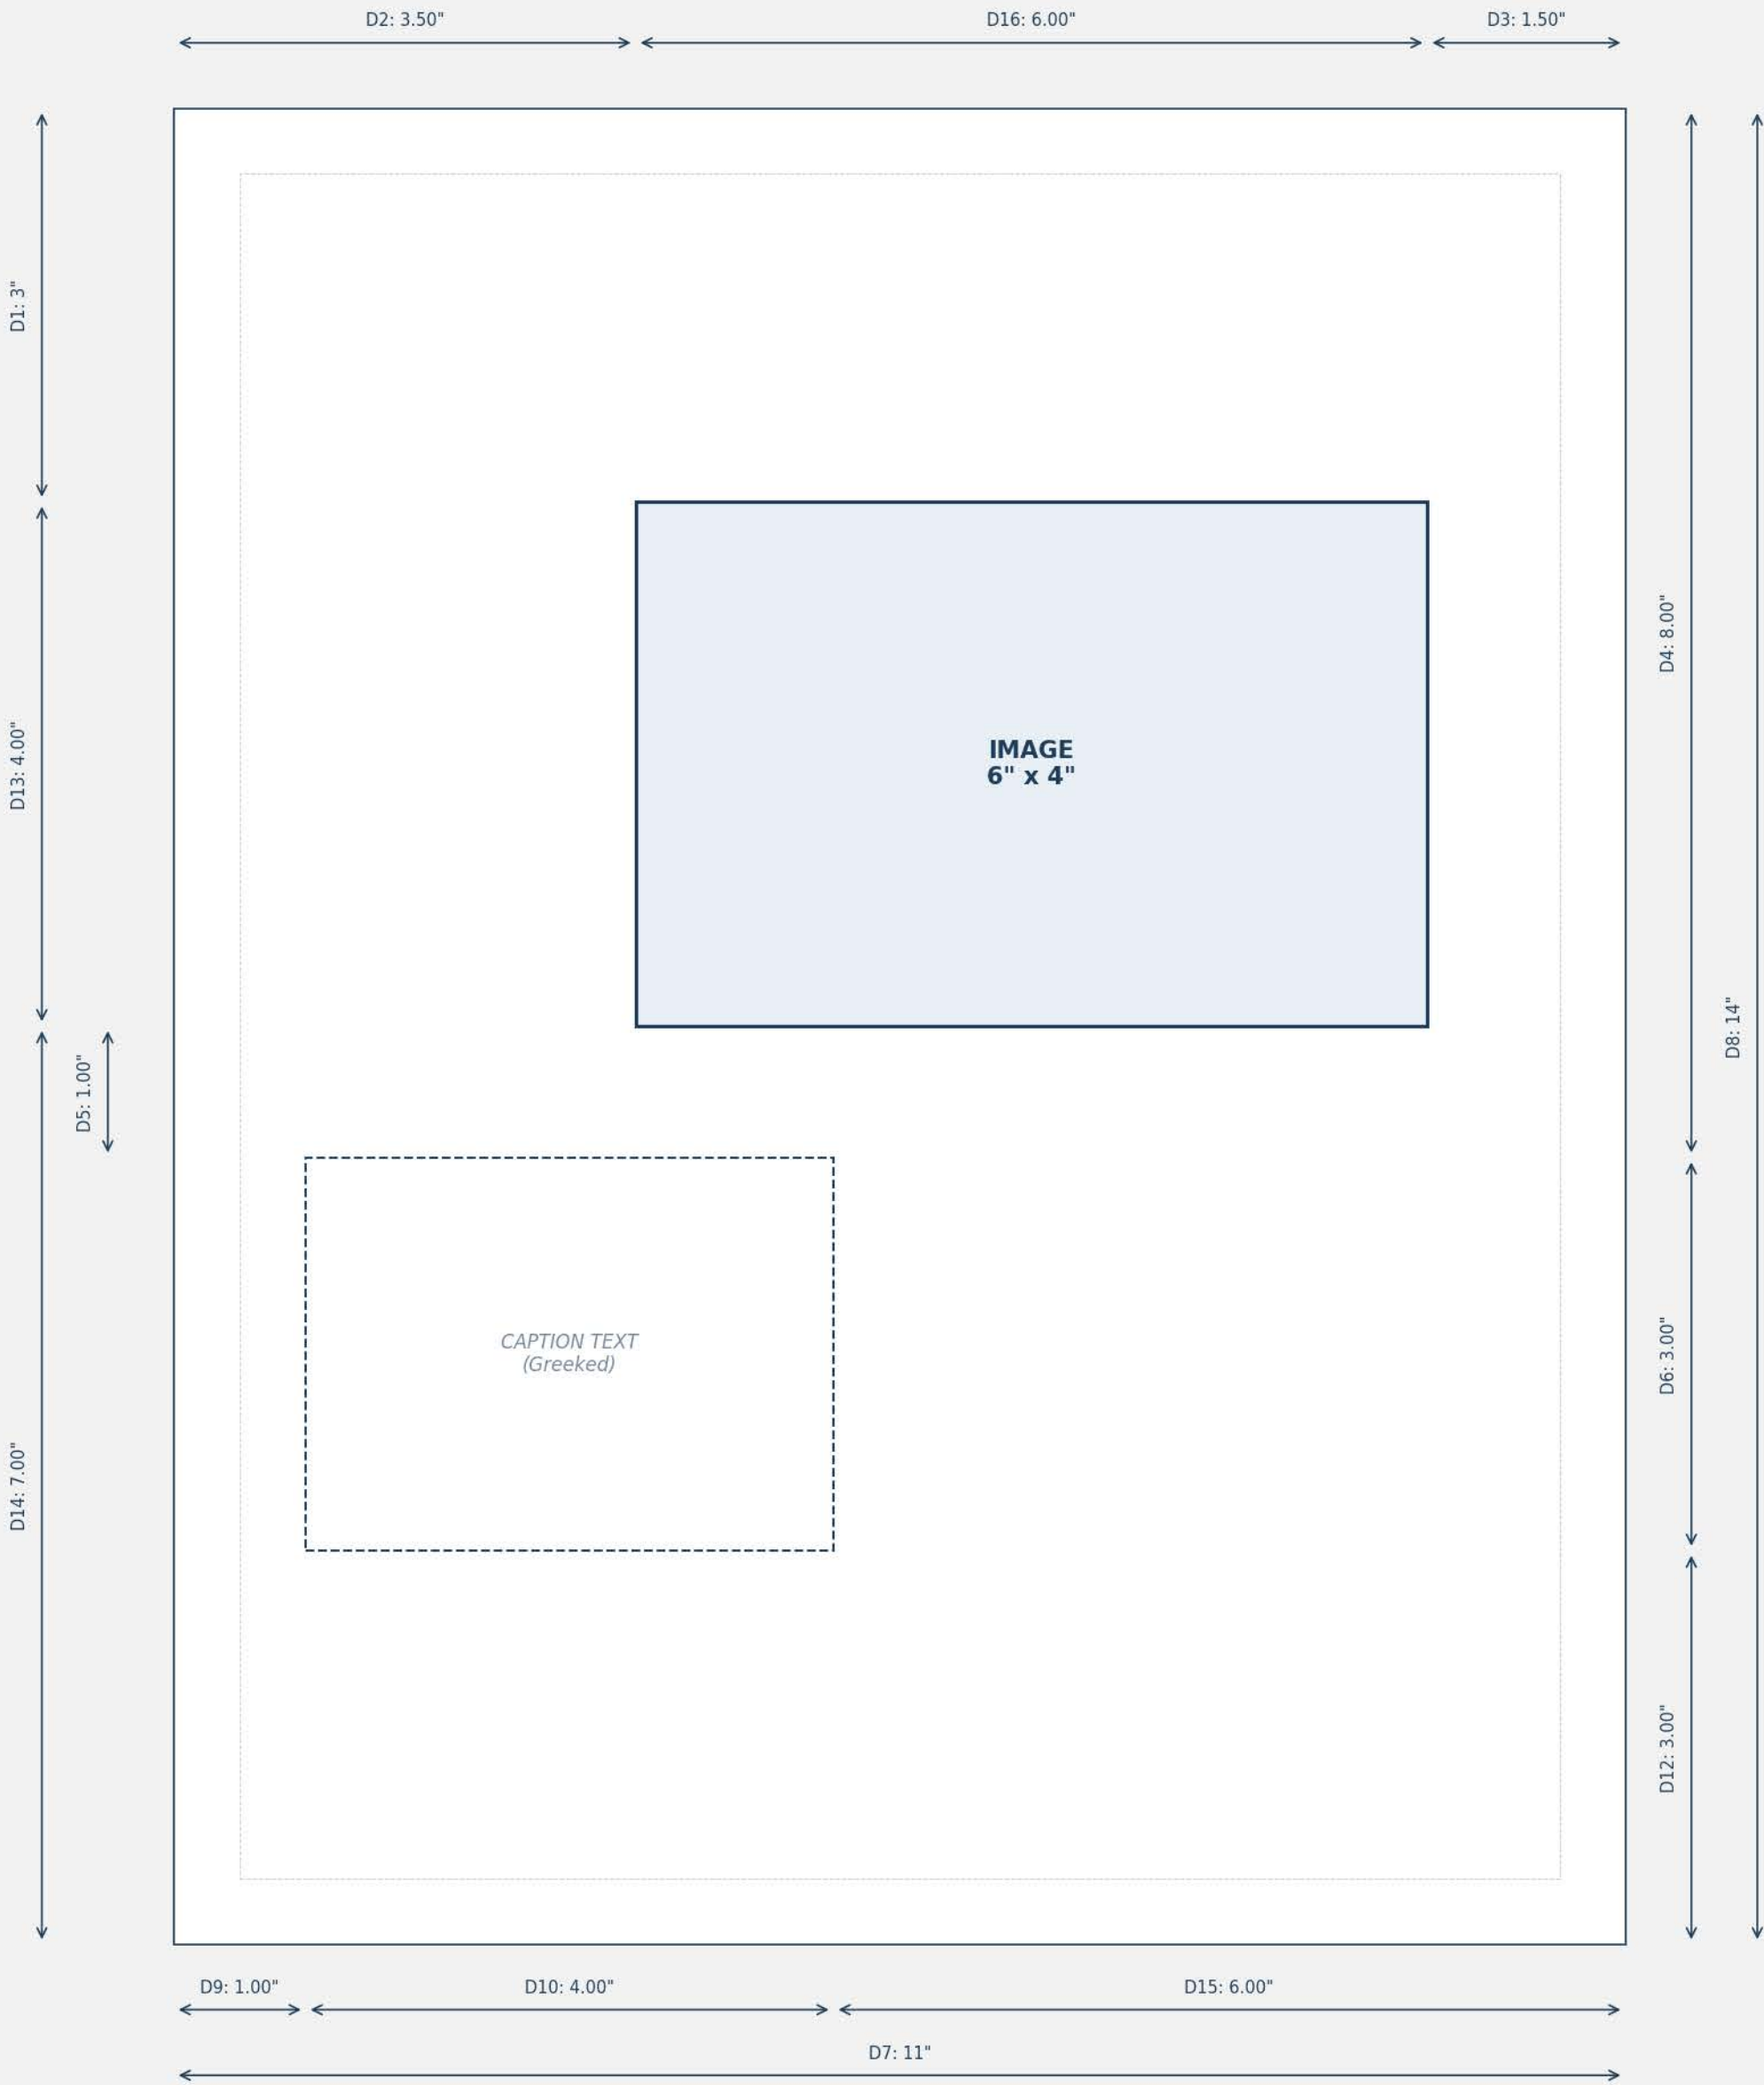 D2: 3.50"
D16: 6.00"
D3: 1.50"
D1: 3"
D4: 8.00"
D13: 4.00"
IMAGE
6" x 4"
D8: 14"
D5: 1.00"
CAPTION TEXT
(Greeked)
D6: 3.00"
D14: 7.00"
D12: 3.00"
D9: 1.00"
D10: 4.00"
D15: 6.00"
D7: 11"